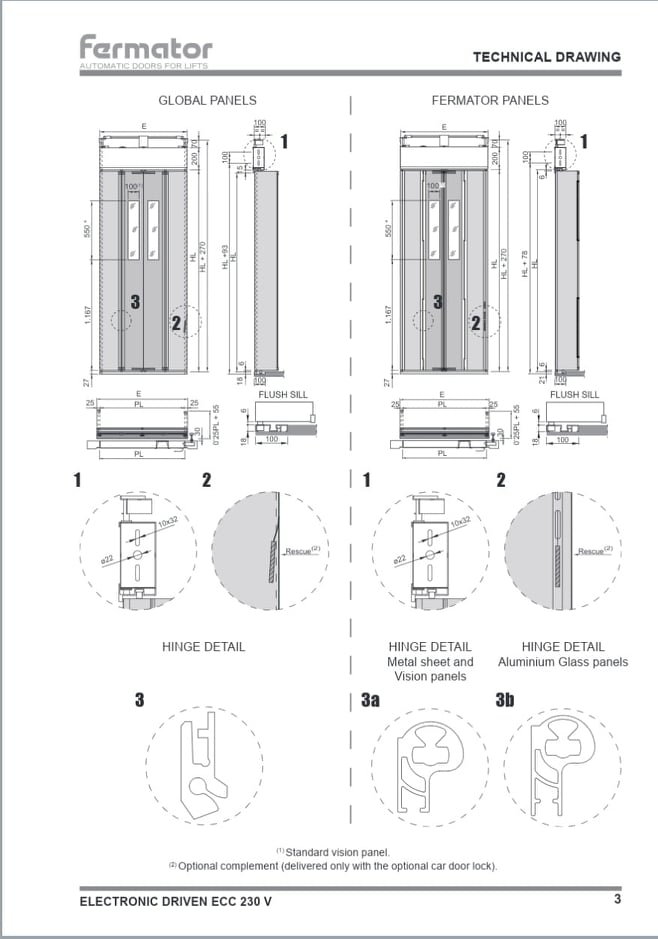 Fermator
AUTOMATIC DOORS FOR LIFTS
TECHNICAL DRAWING
GLOBAL PANELS
FERMATOR PANELS
E
100
1
70
200
100
15
100(1)
550 *
HL
HL + 270
HL +93
HL
3
2
1.167
27
6
18
100
E
100
1
70
200
100
6
100
550 *
HL
HL + 270
HL + 78
HL
3
2
1.167
27
6
21
100
E
25
PL
25
30
0'25PL + 55
PL
FLUSH SILL
6
18
100
E
25
PL
25
30
0'25PL + 55
PL
FLUSH SILL
6
18
100
1
10x32
ø22
2
Rescue(2)
1
10x32
ø22
2
Rescue(2)
HINGE DETAIL
HINGE DETAIL
Metal sheet and
Vision panels
HINGE DETAIL
Aluminium Glass panels
3
3a
3b
(1) Standard vision panel.
(2) Optional complement (delivered only with the optional car door lock).
ELECTRONIC DRIVEN ECC 230 V
3